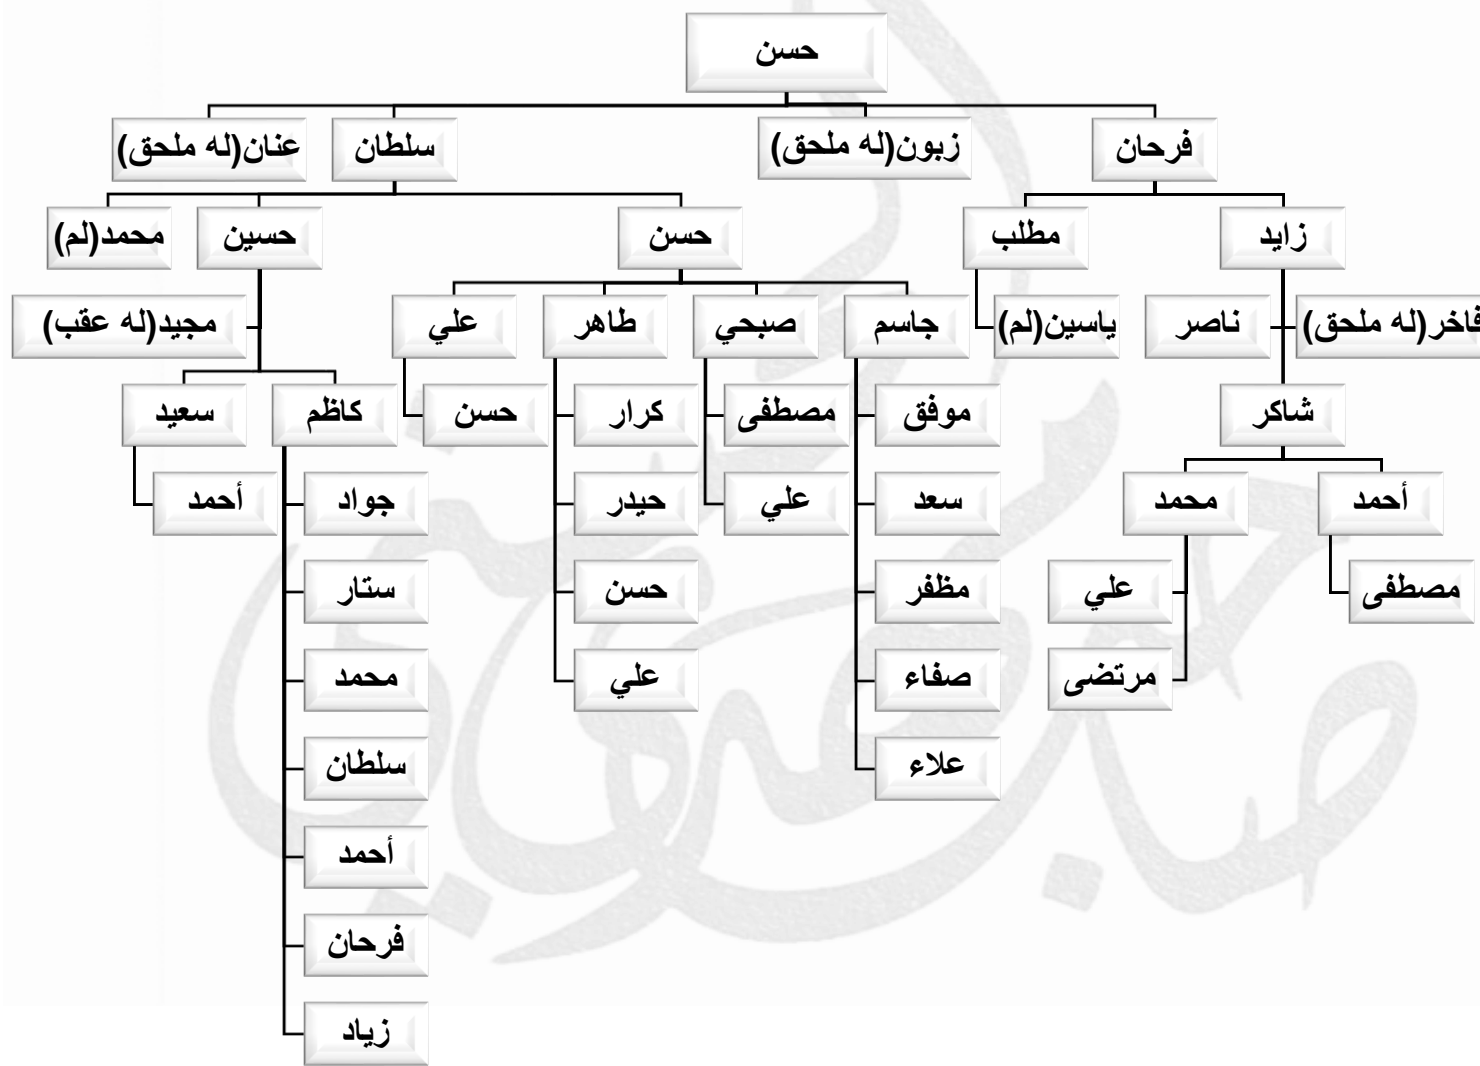 حسن
فرحان
زبون(له ملحق)
سلطان
عنان(له ملحق)
زايد
مطلب
حسن
حسين
محمد(لم)
فاخر(له ملحق)
ناصر
ياسين(لم)
جاسم
صبحي
طاهر
علي
مجيد(له عقب)
شاكر
موفق
مصطفى
كرار
حسن
كاظم
سعيد
أحمد
محمد
سعد
علي
حيدر
جواد
أحمد
مصطفى
علي
مظفر
حسن
ستار
مرتضى
صفاء
علي
محمد
علاء
سلطان
أحمد
فرحان
زياد